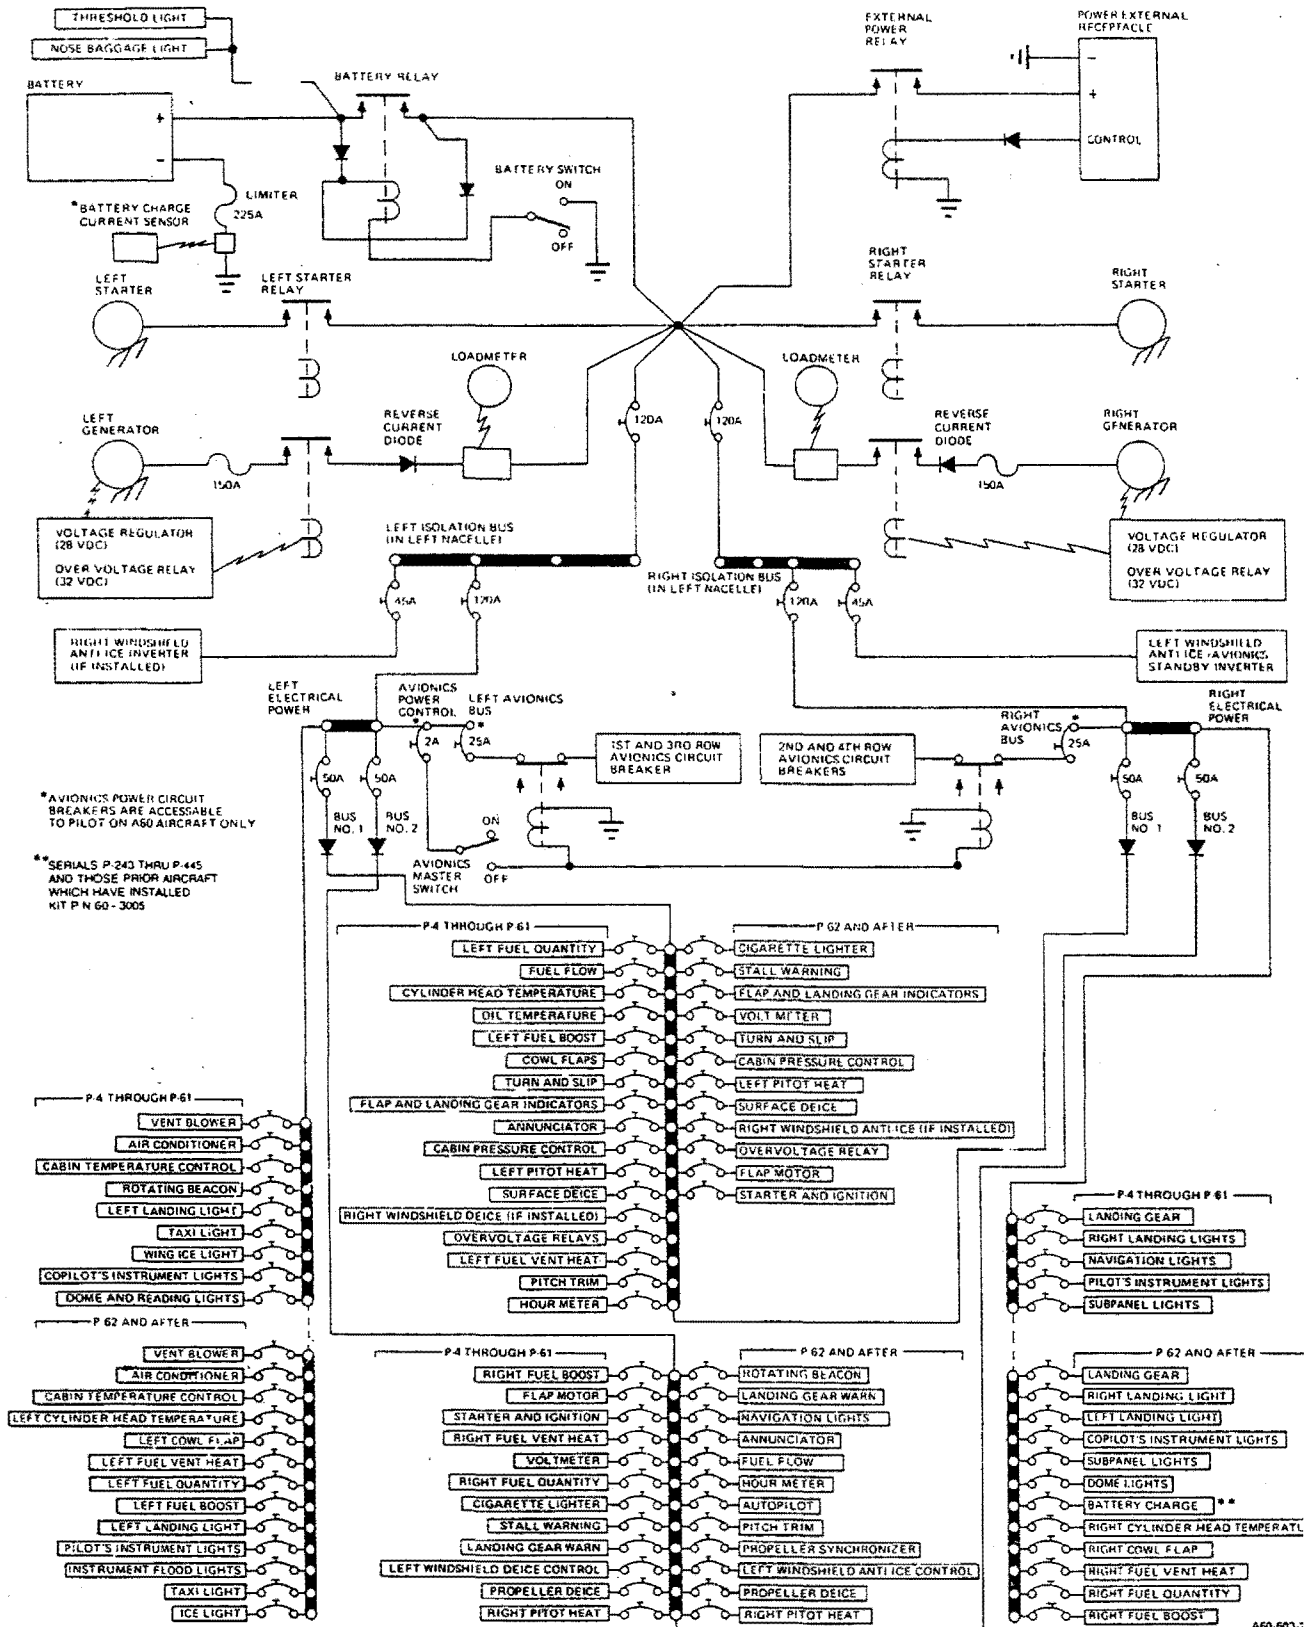 THRESHOLD LIGHT
NOSE BAGGAGE LIGHT
BATTERY
+
−
BATTERY RELAY
EXTERNAL
POWER
RELAY
POWER EXTERNAL
RECEPTACLE
−
+
CONTROL
LIMITER
225A
*BATTERY CHARGE
CURRENT SENSOR
BATTERY SWITCH
ON
OFF
LEFT
STARTER
LEFT STARTER
RELAY
RIGHT
STARTER
RELAY
RIGHT
STARTER
LOADMETER
LOADMETER
LEFT
GENERATOR
150A
REVERSE
CURRENT
DIODE
120A
120A
REVERSE
CURRENT
DIODE
150A
RIGHT
GENERATOR
VOLTAGE REGULATOR
(28 VDC)
OVER VOLTAGE RELAY
(32 VDC)
LEFT ISOLATION BUS
(IN LEFT NACELLE)
RIGHT ISOLATION BUS
(IN LEFT NACELLE)
VOLTAGE REGULATOR
(28 VDC)
OVER VOLTAGE RELAY
(32 VDC)
45A
120A
120A
45A
RIGHT WINDSHIELD
ANTI ICE INVERTER
(IF INSTALLED)
LEFT WINDSHIELD
ANTI ICE /AVIONICS
STANDBY INVERTER
LEFT
ELECTRICAL
POWER
AVIONICS
POWER
CONTROL
*
2A
LEFT AVIONICS
BUS
*
25A
1ST AND 3RD ROW
AVIONICS CIRCUIT
BREAKER
2ND AND 4TH ROW
AVIONICS CIRCUIT
BREAKERS
RIGHT
AVIONICS
BUS
*
25A
RIGHT
ELECTRICAL
POWER
50A
50A
50A
50A
BUS
NO. 1
BUS
NO. 2
BUS
NO. 1
BUS
NO. 2
ON
OFF
AVIONICS
MASTER
SWITCH
*AVIONICS POWER CIRCUIT
BREAKERS ARE ACCESSABLE
TO PILOT ON A60 AIRCRAFT ONLY
**SERIALS P-243 THRU P-445
AND THOSE PRIOR AIRCRAFT
WHICH HAVE INSTALLED
KIT P N 60 - 3005
P-4 THROUGH P-61
LEFT FUEL QUANTITY
FUEL FLOW
CYLINDER HEAD TEMPERATURE
OIL TEMPERATURE
LEFT FUEL BOOST
COWL FLAPS
TURN AND SLIP
FLAP AND LANDING GEAR INDICATORS
ANNUNCIATOR
CABIN PRESSURE CONTROL
LEFT PITOT HEAT
SURFACE DEICE
RIGHT WINDSHIELD DEICE (IF INSTALLED)
OVERVOLTAGE RELAYS
LEFT FUEL VENT HEAT
PITCH TRIM
HOUR METER
P 62 AND AFTER
CIGARETTE LIGHTER
STALL WARNING
FLAP AND LANDING GEAR INDICATORS
VOLT METER
TURN AND SLIP
CABIN PRESSURE CONTROL
LEFT PITOT HEAT
SURFACE DEICE
RIGHT WINDSHIELD ANTI-ICE (IF INSTALLED)
OVERVOLTAGE RELAY
FLAP MOTOR
STARTER AND IGNITION
P-4 THROUGH P-61
VENT BLOWER
AIR CONDITIONER
CABIN TEMPERATURE CONTROL
ROTATING BEACON
LEFT LANDING LIGHT
TAXI LIGHT
WING ICE LIGHT
COPILOT'S INSTRUMENT LIGHTS
DOME AND READING LIGHTS
P 62 AND AFTER
VENT BLOWER
AIR CONDITIONER
CABIN TEMPERATURE CONTROL
LEFT CYLINDER HEAD TEMPERATURE
LEFT COWL FLAP
LEFT FUEL VENT HEAT
LEFT FUEL QUANTITY
LEFT FUEL BOOST
LEFT LANDING LIGHT
PILOT'S INSTRUMENT LIGHTS
INSTRUMENT FLOOD LIGHTS
TAXI LIGHT
ICE LIGHT
P-4 THROUGH P-61
RIGHT FUEL BOOST
FLAP MOTOR
STARTER AND IGNITION
RIGHT FUEL VENT HEAT
VOLTMETER
RIGHT FUEL QUANTITY
CIGARETTE LIGHTER
STALL WARNING
LANDING GEAR WARN
LEFT WINDSHIELD DEICE CONTROL
PROPELLER DEICE
RIGHT PITOT HEAT
P 62 AND AFTER
ROTATING BEACON
LANDING GEAR WARN
NAVIGATION LIGHTS
ANNUNCIATOR
FUEL FLOW
HOUR METER
AUTOPILOT
PITCH TRIM
PROPELLER SYNCHRONIZER
LEFT WINDSHIELD ANTI ICE CONTROL
PROPELLER DEICE
RIGHT PITOT HEAT
P-4 THROUGH P 61
LANDING GEAR
RIGHT LANDING LIGHTS
NAVIGATION LIGHTS
PILOT'S INSTRUMENT LIGHTS
SUBPANEL LIGHTS
P 62 AND AFTER
LANDING GEAR
RIGHT LANDING LIGHT
LEFT LANDING LIGHT
COPILOT'S INSTRUMENT LIGHTS
SUBPANEL LIGHTS
DOME LIGHTS
BATTERY CHARGE **
RIGHT CYLINDER HEAD TEMPERATU
RIGHT COWL FLAP
RIGHT FUEL VENT HEAT
RIGHT FUEL QUANTITY
RIGHT FUEL BOOST